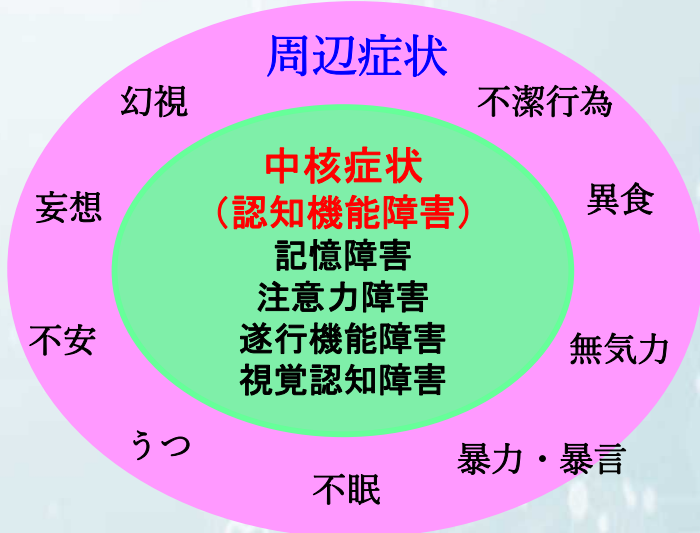 周辺症状
幻視
不潔行為
中核症状
（認知機能障害）
記憶障害
注意力障害
遂行機能障害
視覚認知障害
妄想
異食
不安
無気力
うつ
暴力・暴言
不眠